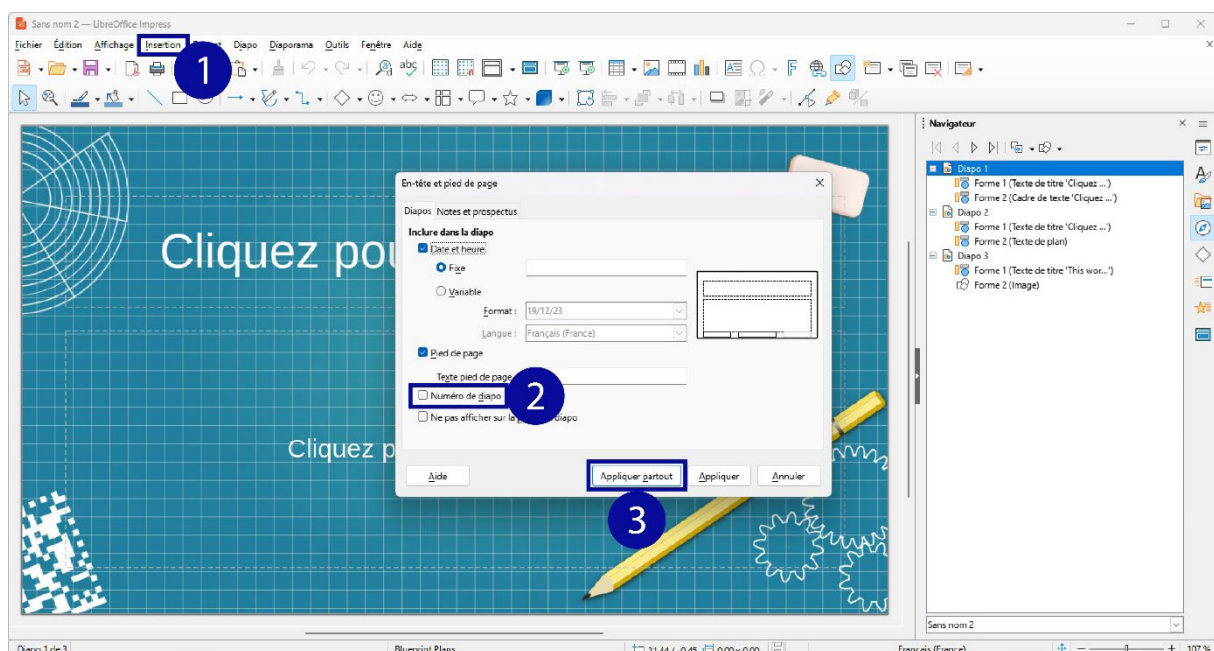 Sans nom 2 — LibreOffice Impress
Fichier Édition Affichage Insertion Diapo Diaporama Outils Fenêtre Aide
1
Navigateur
En-tête et pied de page
Diapos Notes et prospectus
Inclure dans la diapo
Date et heure
Fixe
Variable
Format : 19/12/23
Langue : Français (France)
Pied de page
Texte pied de page
Numéro de diapo
2
Ne pas afficher sur la diapo
Aide Appliquer partout Appliquer Annuler
3
Cliquez pou
Cliquez p
Diapo 1
Forme 1 (Texte de titre 'Cliquez ...')
Forme 2 (Cadre de texte 'Cliquez ...')
Diapo 2
Forme 1 (Texte de titre 'Cliquez ...')
Forme 2 (Texte de plan)
Diapo 3
Forme 1 (Texte de titre 'This wor...')
Forme 2 (Image)
Sans nom 2
Diapo 1 de 3 Blueprint Plans 0,00 x 0,00 Français (France) 107 %